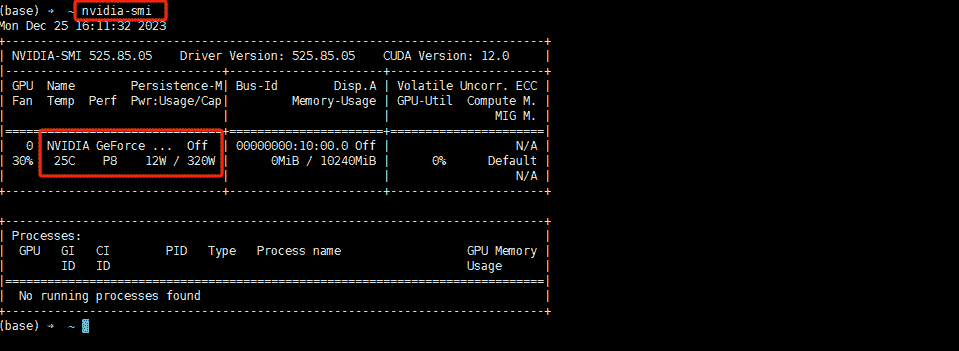 (base) ➜  ~ nvidia-smi
Mon Dec 25 16:11:32 2023
+-----------------------------------------------------------------------------+
| NVIDIA-SMI 525.85.05    Driver Version: 525.85.05    CUDA Version: 12.0     |
|-------------------------------+----------------------+----------------------+
| GPU  Name        Persistence-M| Bus-Id        Disp.A | Volatile Uncorr. ECC |
| Fan  Temp  Perf  Pwr:Usage/Cap|         Memory-Usage | GPU-Util  Compute M. |
|                               |                      |               MIG M. |
|===============================+======================+======================|
|   0  NVIDIA GeForce ...  Off  | 00000000:10:00.0 Off |                  N/A |
| 30%   25C    P8    12W / 320W |      0MiB / 10240MiB |      0%      Default |
|                               |                      |                  N/A |
+-------------------------------+----------------------+----------------------+

+-----------------------------------------------------------------------------+
| Processes:                                                                  |
|  GPU   GI   CI        PID   Type   Process name                  GPU Memory |
|        ID   ID                                                   Usage      |
|=============================================================================|
|  No running processes found                                                 |
+-----------------------------------------------------------------------------+
(base) ➜  ~